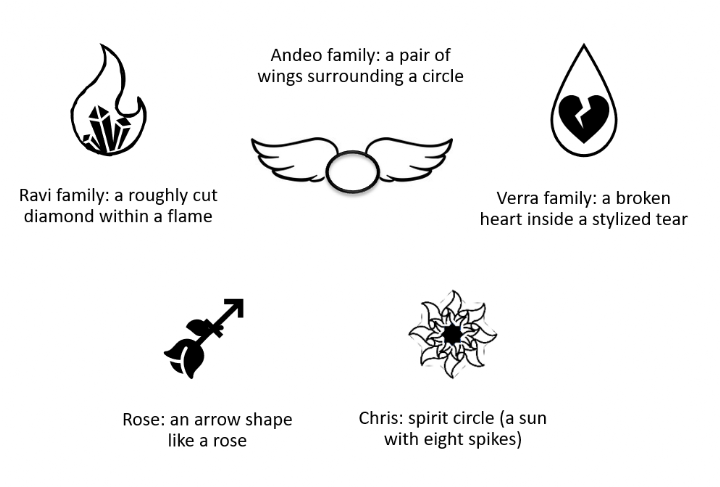 Andeo family: a pair of
wings surrounding a circle
Ravi family: a roughly cut
diamond within a flame
Verra family: a broken
heart inside a stylized tear
Rose: an arrow shape
like a rose
Chris: spirit circle (a sun
with eight spikes)